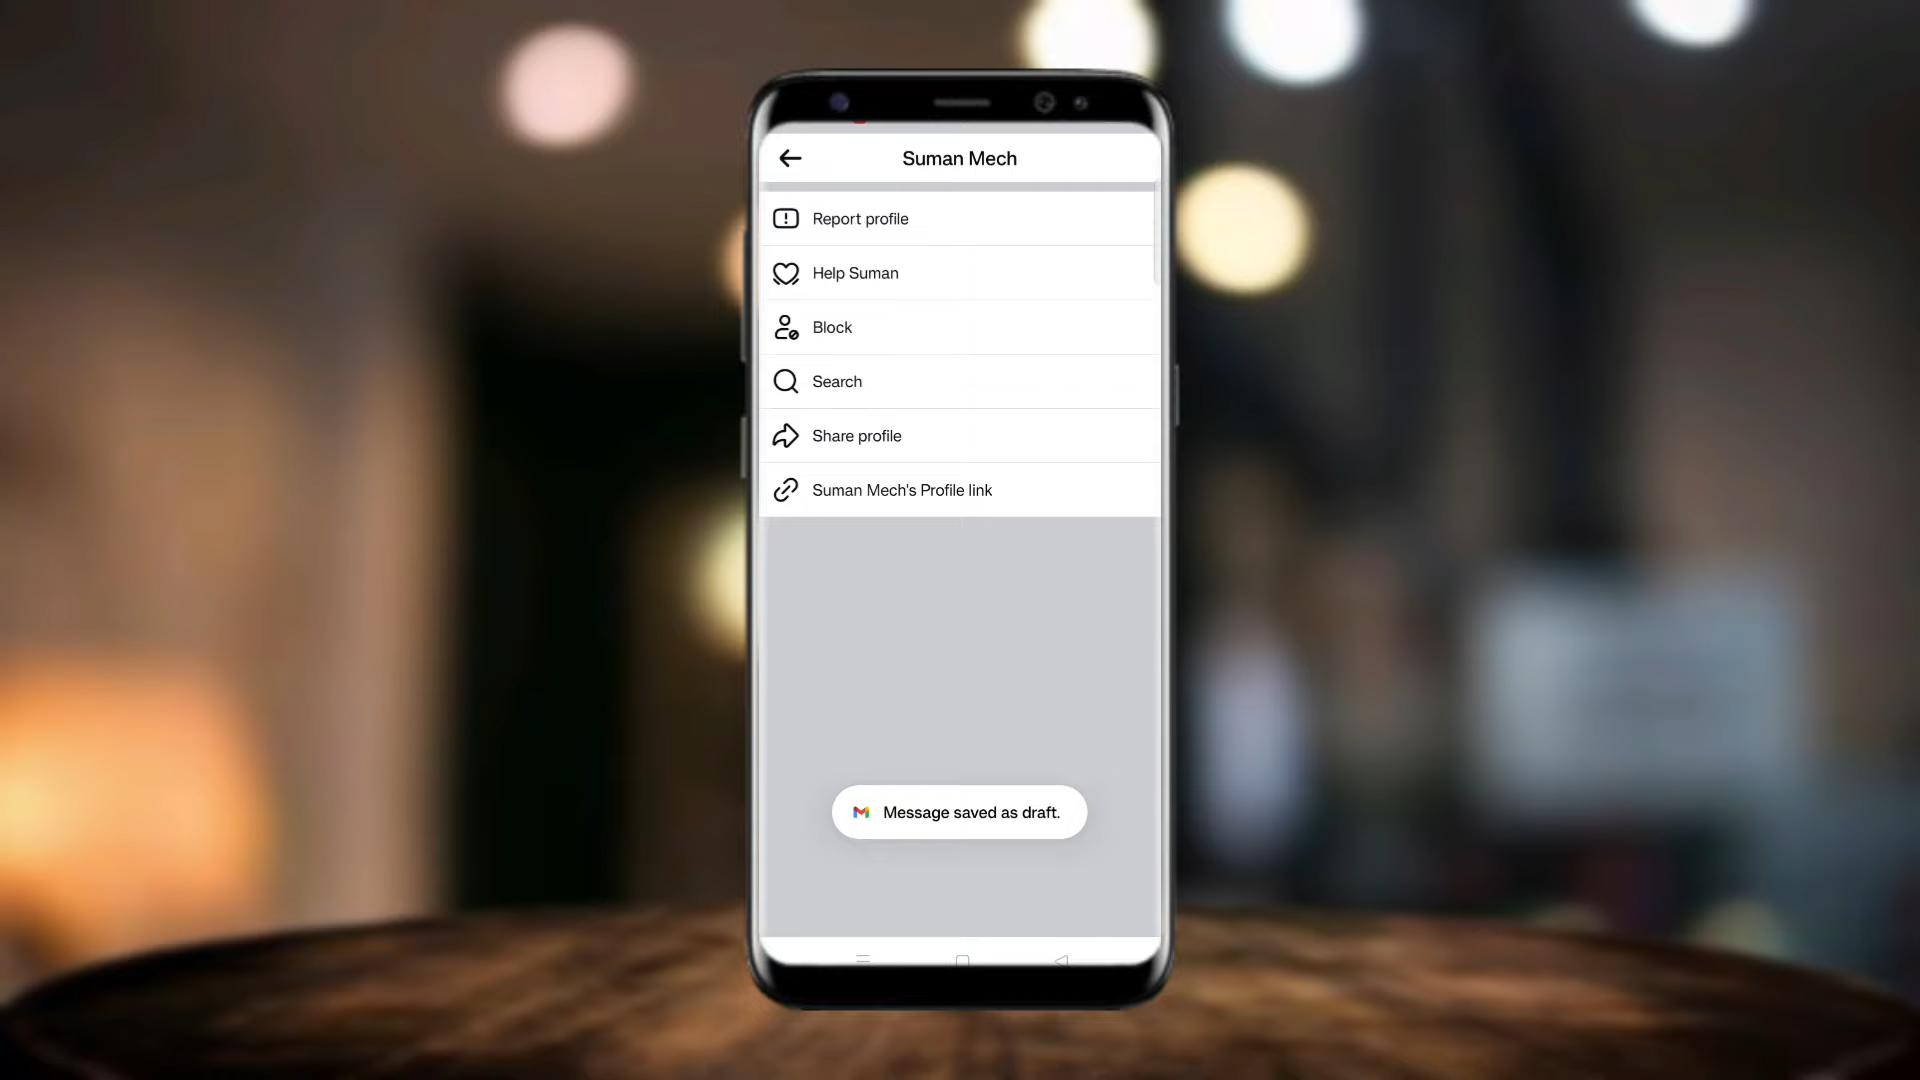 Suman Mech
Report profile
Help Suman
Block
Search
Share profile
Suman Mech's Profile link
Message saved as draft.